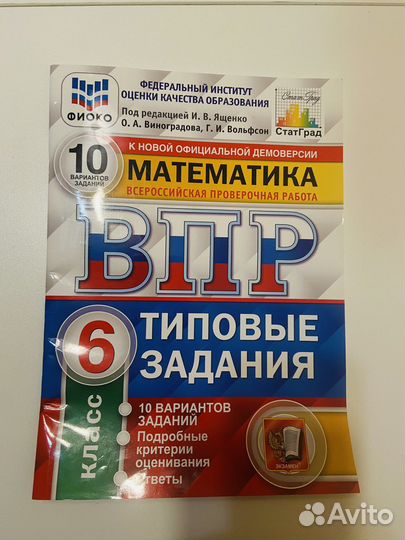 ФЕДЕРАЛЬНЫЙ ИНСТИТУТ
ОЦЕНКИ КАЧЕСТВА ОБРАЗОВАНИЯ
ФИОКО
Под редакцией И. В. Ященко
О. А. Виноградова, Г. И. Вольфсон
СтатГрад
СтатГрад
10
ВАРИАНТОВ
ЗАДАНИЙ
К НОВОЙ ОФИЦИАЛЬНОЙ ДЕМОВЕРСИИ
МАТЕМАТИКА
ВСЕРОССИЙСКАЯ ПРОВЕРОЧНАЯ РАБОТА
ВПР
6
класс
ТИПОВЫЕ
ЗАДАНИЯ
10 ВАРИАНТОВ
ЗАДАНИЙ
Подробные
критерии
оценивания
Ответы
ЭКЗАМЕН
Avito